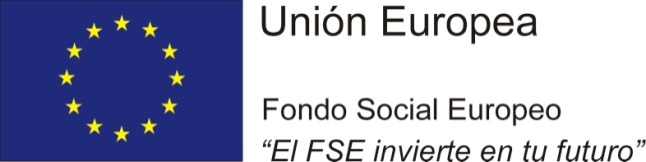 Unión Europea
Fondo Social Europeo
“El FSE invierte en tu futuro”